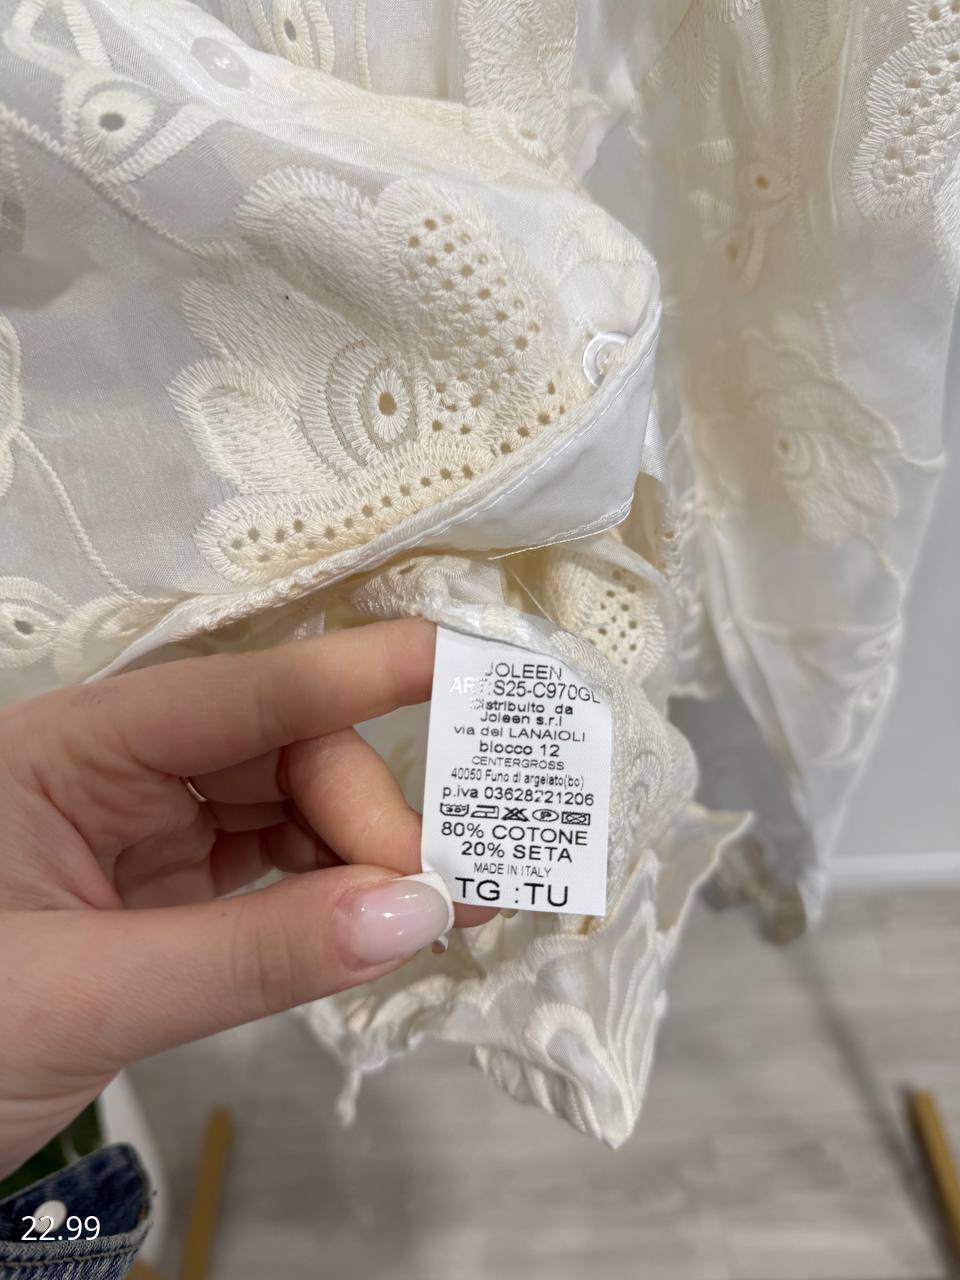 JOLEEN
ART:S25-C970GL
Distribuito da
Joleen s.r.l
via dei LANAIOLI
blocco 12
CENTERGROSS
40050 Funo di argelato(bo)
p.iva 03628221206
80% COTONE
20% SETA
MADE IN ITALY
TG :TU
22.99